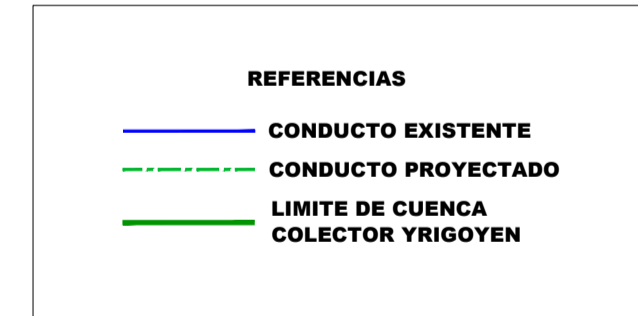 REFERENCIAS
CONDUCTO EXISTENTE
CONDUCTO PROYECTADO
LIMITE DE CUENCA
COLECTOR YRIGOYEN